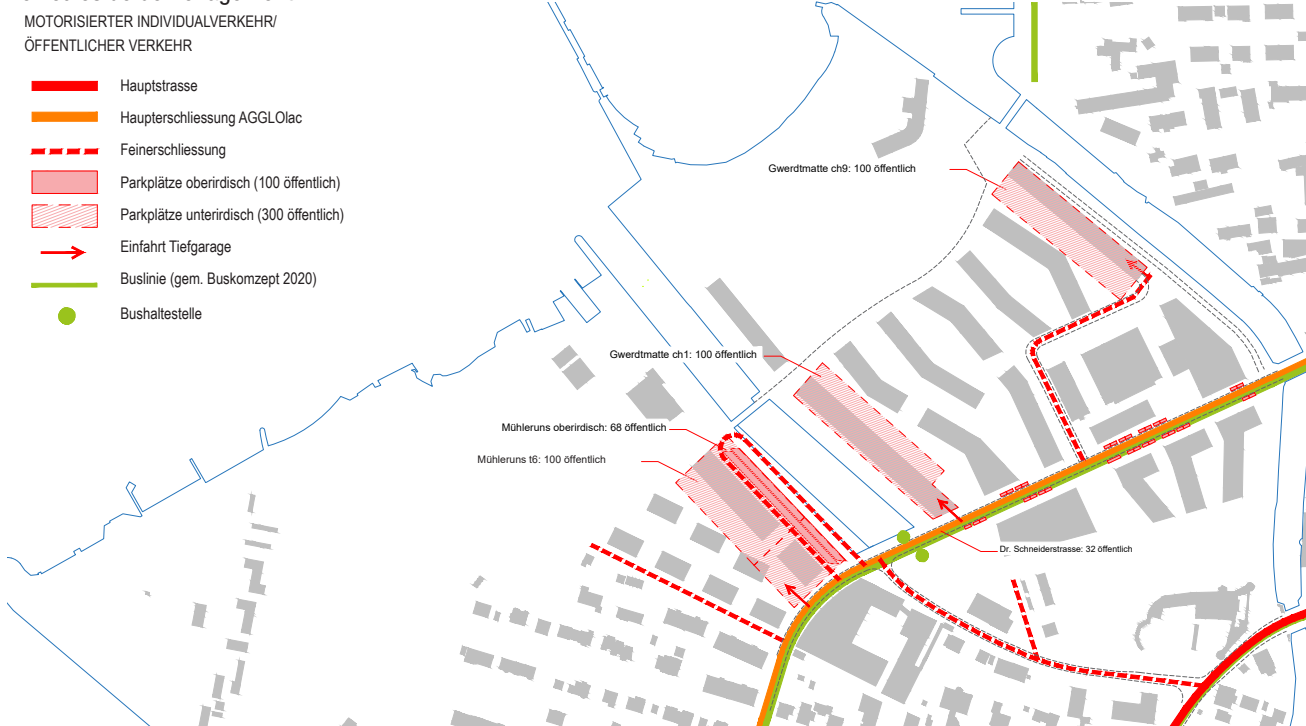 MOTORISIERTER INDIVIDUALVERKEHR/
ÖFFENTLICHER VERKEHR
Hauptstrasse
Haupterschliessung AGGLOlac
Feinerschliessung
Parkplätze oberirdisch (100 öffentlich)
Parkplätze unterirdisch (300 öffentlich)
Einfahrt Tiefgarage
Buslinie (gem. Buskomzept 2020)
Bushaltestelle
Gwerdtmatte ch9: 100 öffentlich
Gwerdtmatte ch1: 100 öffentlich
Mühleruns oberirdisch: 68 öffentlich
Mühleruns t6: 100 öffentlich
Dr. Schneiderstrasse: 32 öffentlich